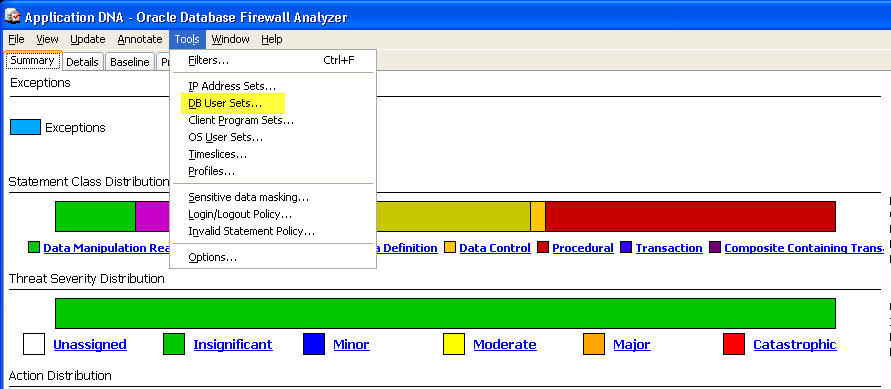 Application DNA - Oracle Database Firewall Analyzer
File View Update Annotate Tools Window Help
Summary Details Baseline
Filters... Ctrl+F
IP Address Sets...
DB User Sets...
Client Program Sets...
OS User Sets...
Timeslices...
Profiles...
Sensitive data masking...
Login/Logout Policy...
Invalid Statement Policy...
Options...
Exceptions
Exceptions
Statement Class Distribution
Data Manipulation Rea Definition Data Control Procedural Transaction Composite Containing Trans
Threat Severity Distribution
Unassigned Insignificant Minor Moderate Major Catastrophic
Action Distribution